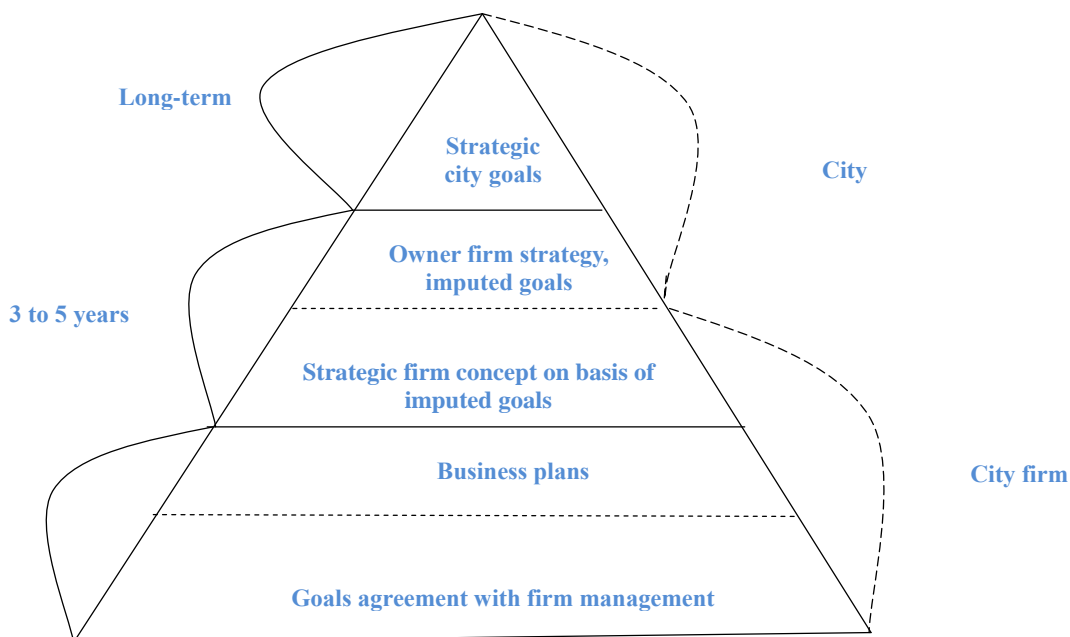 Long-term
Strategic
city goals
City
Owner firm strategy,
imputed goals
3 to 5 years
Strategic firm concept on basis of
imputed goals
Business plans
City firm
Goals agreement with firm management